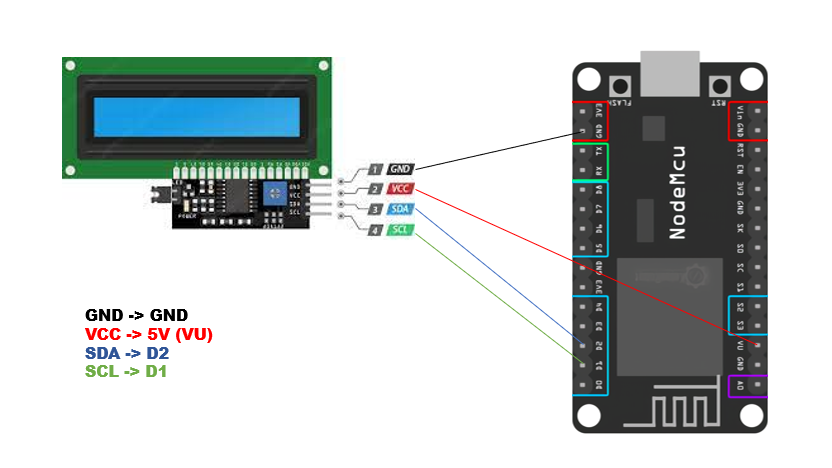 GND
VCC
SDA
SCL
POWER
1 GND
2 VCC
3 SDA
4 SCL
FLASH
RST
3V3
GND
TX
RX
D8
D7
D6
D5
GND
3V3
D4
D3
D2
D1
D0
NodeMcu
Vin
GND
RST
EN
3V3
GND
SK
SO
SC
S1
S2
S3
VU
GND
A0
GND -> GND
VCC -> 5V (VU)
SDA -> D2
SCL -> D1